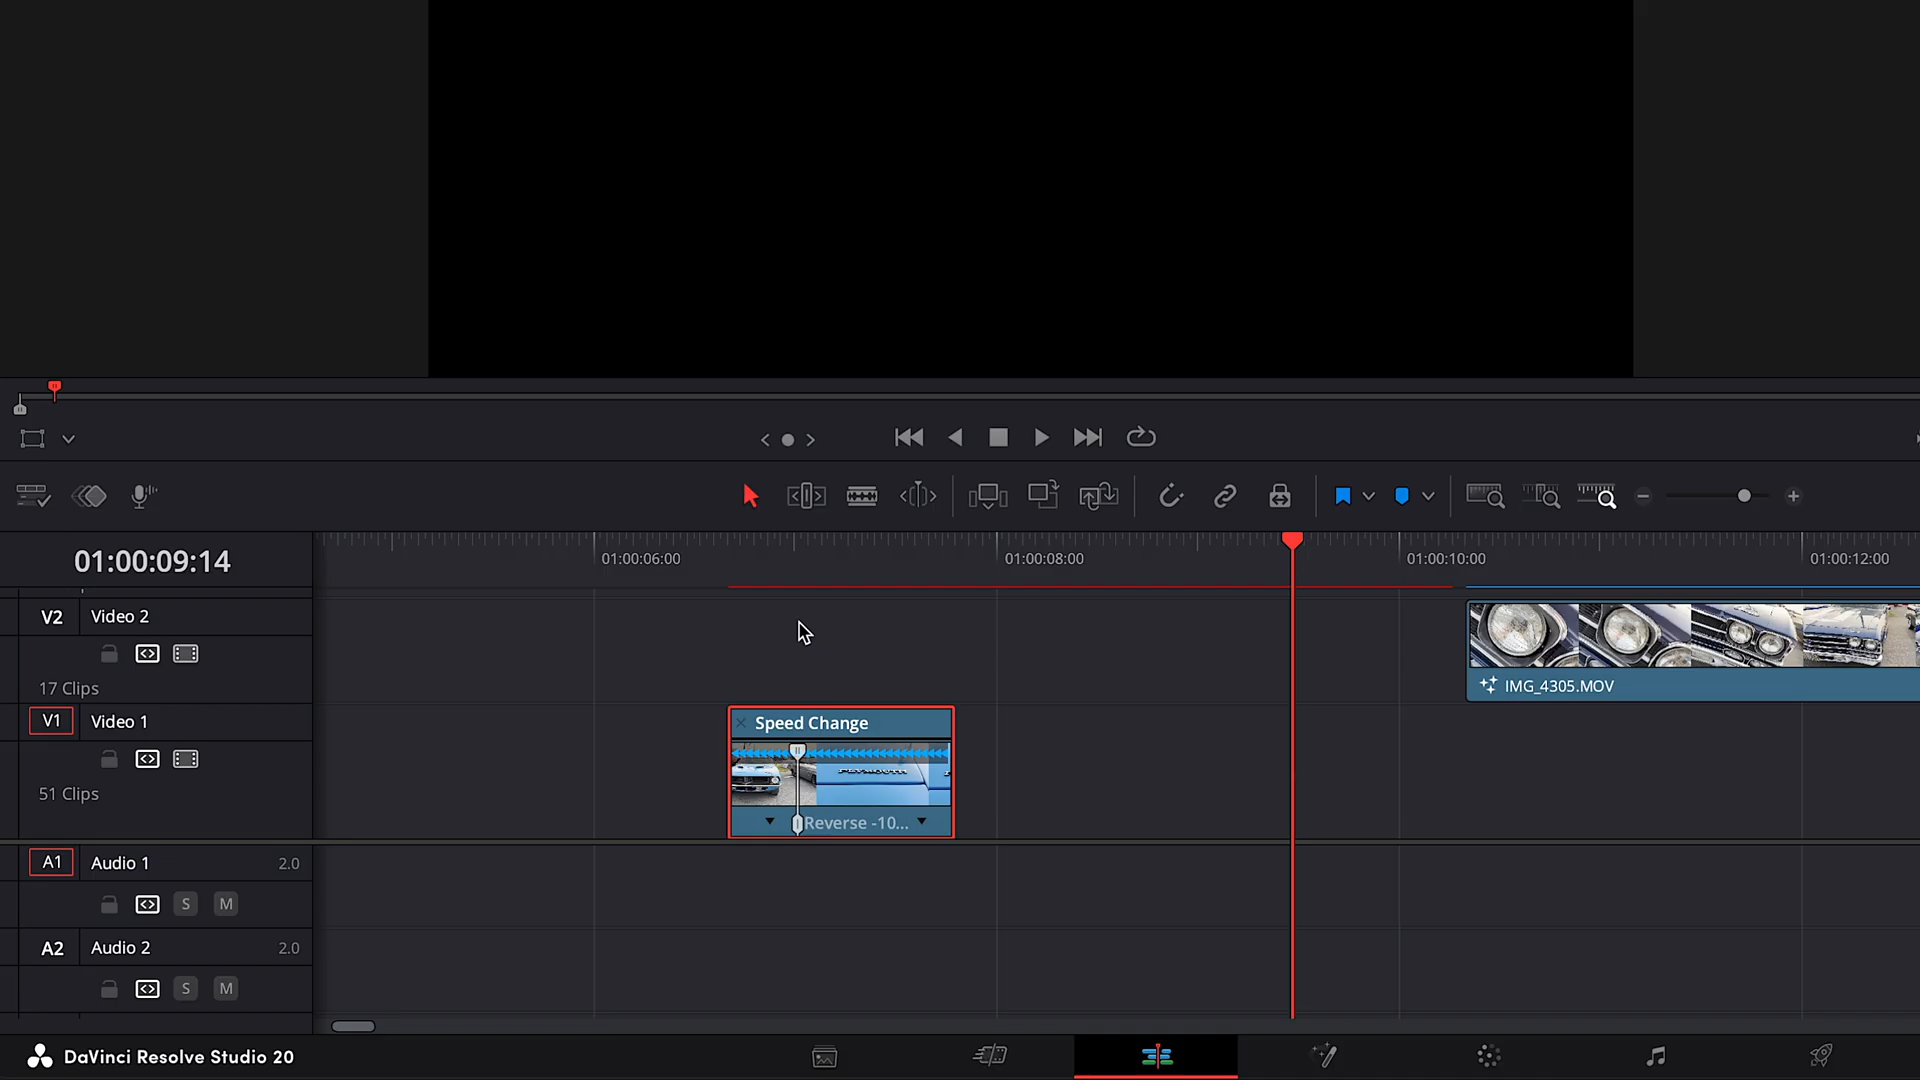 01:00:09:14
01:00:06:00
01:00:08:00
01:00:10:00
01:00:12:00
V2 Video 2
17 Clips
IMG_4305.MOV
V1 Video 1
51 Clips
Speed Change
PLYMOUTH
Reverse -10...
A1 Audio 1 2.0
S M
A2 Audio 2 2.0
S M
DaVinci Resolve Studio 20